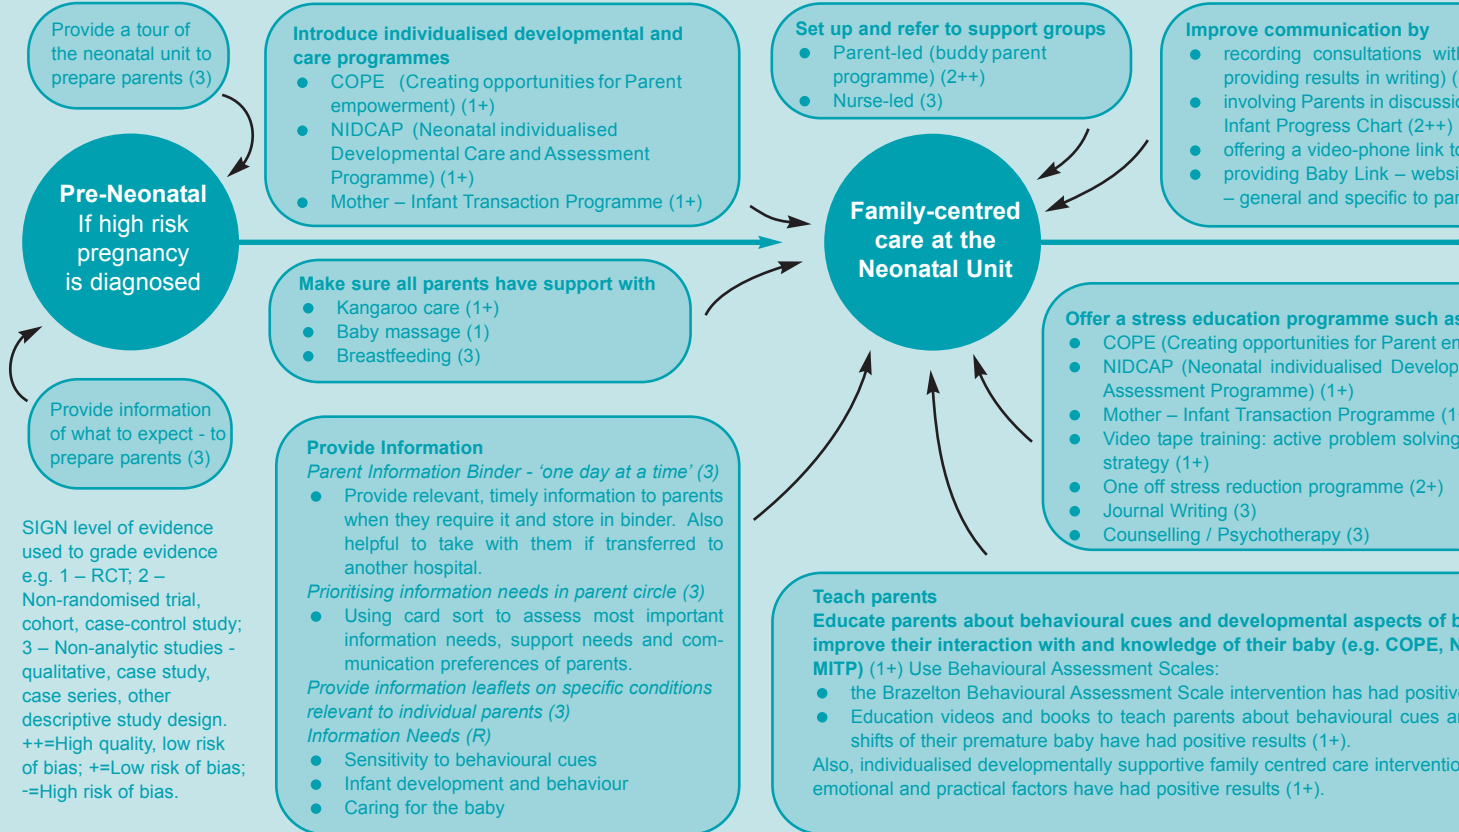 Provide a tour of
the neonatal unit to
prepare parents (3)
Introduce individualised developmental and
care programmes
● COPE (Creating opportunities for Parent
empowerment) (1+)
● NIDCAP (Neonatal individualised
Developmental Care and Assessment
Programme) (1+)
● Mother – Infant Transaction Programme (1+)
Set up and refer to support groups
● Parent-led (buddy parent
programme) (2++)
● Nurse-led (3)
Improve communication by
● recording consultations with
providing results in writing) (
● involving Parents in
Infant Progress Chart (2++)
● offering a video-phone link
● providing Baby Link –
– general and specific to
Pre-Neonatal
If high risk
pregnancy
is diagnosed
Family-centred
care at the
Neonatal Unit
Make sure all parents have support with
● Kangaroo care (1+)
● Baby massage (1)
● Breastfeeding (3)
Provide information
of what to expect - to
prepare parents (3)
Offer a stress education programme such as
● COPE (Creating opportunities for Parent
● NIDCAP (Neonatal individualised
Assessment Programme) (1+)
● Mother – Infant Transaction Programme (1
● Video tape training: active problem solving
strategy (1+)
● One off stress reduction programme (2+)
● Journal Writing (3)
● Counselling / Psychotherapy (3)
Provide Information
Parent Information Binder - ‘one day at a time’ (3)
● Provide relevant, timely information to parents
when they require it and store in binder. Also
helpful to take with them if transferred to
another hospital.
Prioritising information needs in parent circle (3)
● Using card sort to assess most important
information needs, support needs and com-
munication preferences of parents.
Provide information leaflets on specific conditions
relevant to individual parents (3)
Information Needs (R)
● Sensitivity to behavioural cues
● Infant development and behaviour
● Caring for the baby
SIGN level of evidence
used to grade evidence
e.g. 1 – RCT; 2 –
Non-randomised trial,
cohort, case-control study;
3 – Non-analytic studies -
qualitative, case study,
case series, other
descriptive study design.
++=High quality, low risk
of bias; +=Low risk of bias;
-=High risk of bias.
Teach parents
Educate parents about behavioural cues and developmental aspects of
improve their interaction with and knowledge of their baby (e.g. COPE,
MITP) (1+) Use Behavioural Assessment Scales:
● the Brazelton Behavioural Assessment Scale intervention has had positive
● Education videos and books to teach parents about behavioural cues
shifts of their premature baby have had positive results (1+).
Also, individualised developmentally supportive family centred care
emotional and practical factors have had positive results (1+).